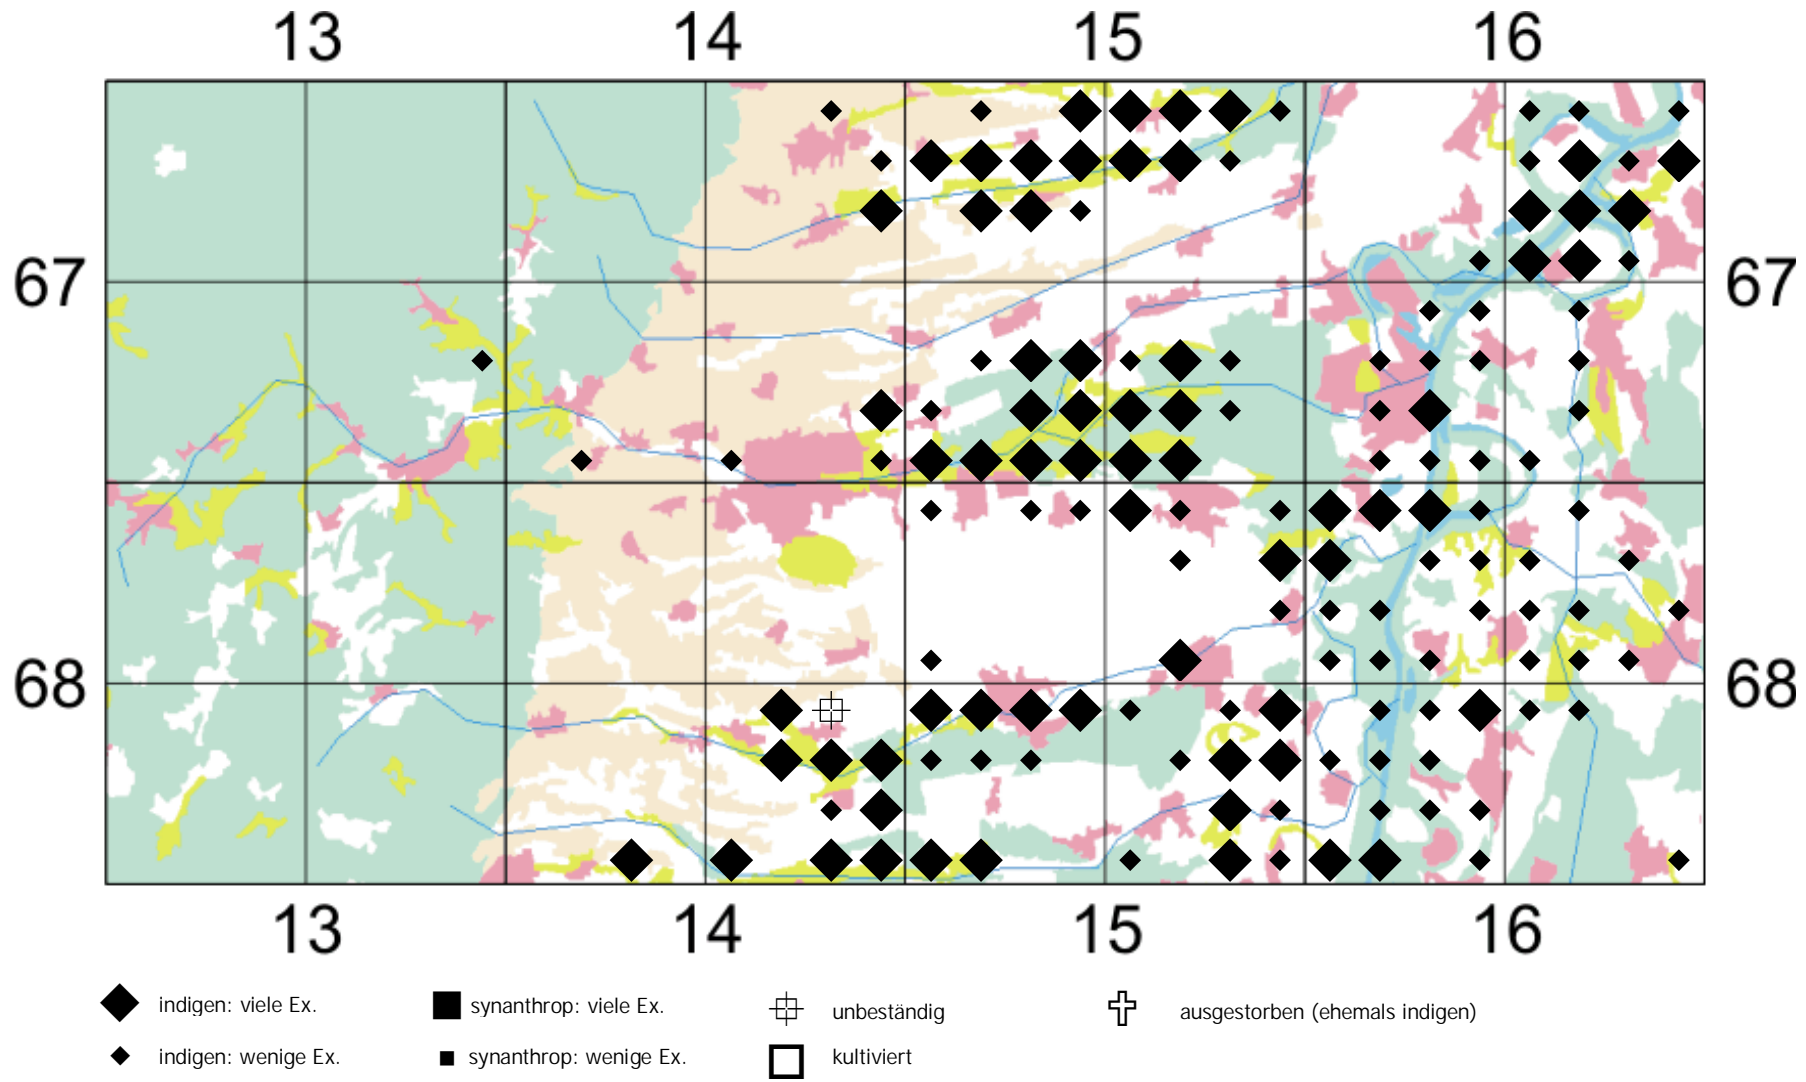 13 14 15 16
67 67
68 68
13 14 15 16
indigen: viele Ex. synanthrop: viele Ex. unbeständig ausgestorben (ehemals indigen)
indigen: wenige Ex. synanthrop: wenige Ex. kultiviert